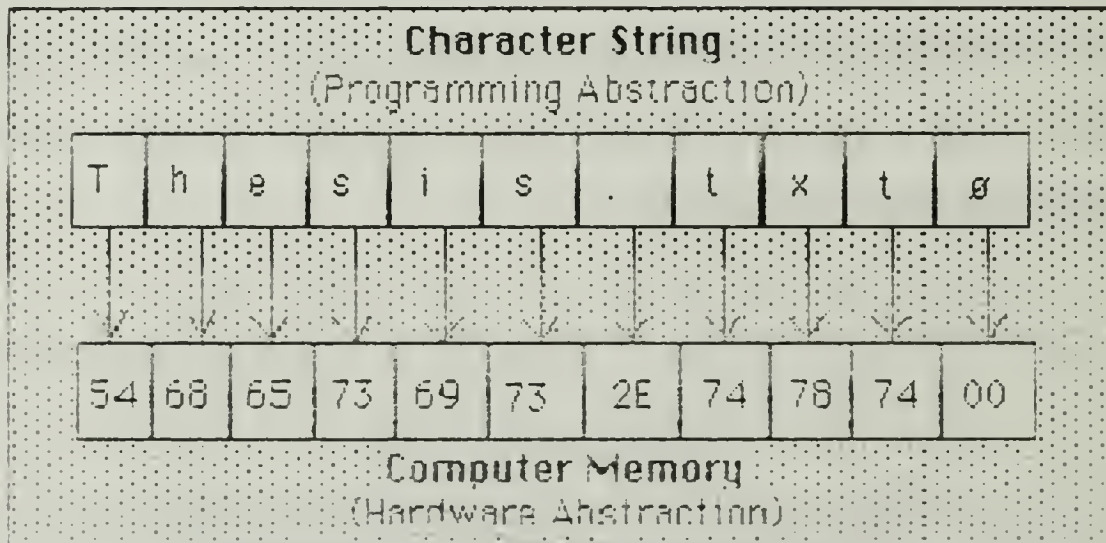 Character String
(Programming Abstraction)
T h e s i s . t x t ø
54 68 65 73 69 73 2E 74 78 74 00
Computer Memory
(Hardware Abstraction)